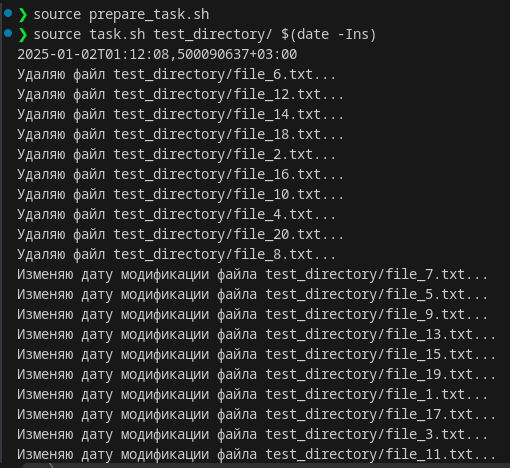 ❯ source prepare_task.sh
❯ source task.sh test_directory/ $(date -Ins)
2025-01-02T01:12:08,500090637+03:00
Удаляю файл test_directory/file_6.txt...
Удаляю файл test_directory/file_12.txt...
Удаляю файл test_directory/file_14.txt...
Удаляю файл test_directory/file_18.txt...
Удаляю файл test_directory/file_2.txt...
Удаляю файл test_directory/file_16.txt...
Удаляю файл test_directory/file_10.txt...
Удаляю файл test_directory/file_4.txt...
Удаляю файл test_directory/file_20.txt...
Удаляю файл test_directory/file_8.txt...
Изменяю дату модификации файла test_directory/file_7.txt...
Изменяю дату модификации файла test_directory/file_5.txt...
Изменяю дату модификации файла test_directory/file_9.txt...
Изменяю дату модификации файла test_directory/file_13.txt...
Изменяю дату модификации файла test_directory/file_15.txt...
Изменяю дату модификации файла test_directory/file_19.txt...
Изменяю дату модификации файла test_directory/file_1.txt...
Изменяю дату модификации файла test_directory/file_17.txt...
Изменяю дату модификации файла test_directory/file_3.txt...
Изменяю дату модификации файла test_directory/file_11.txt...